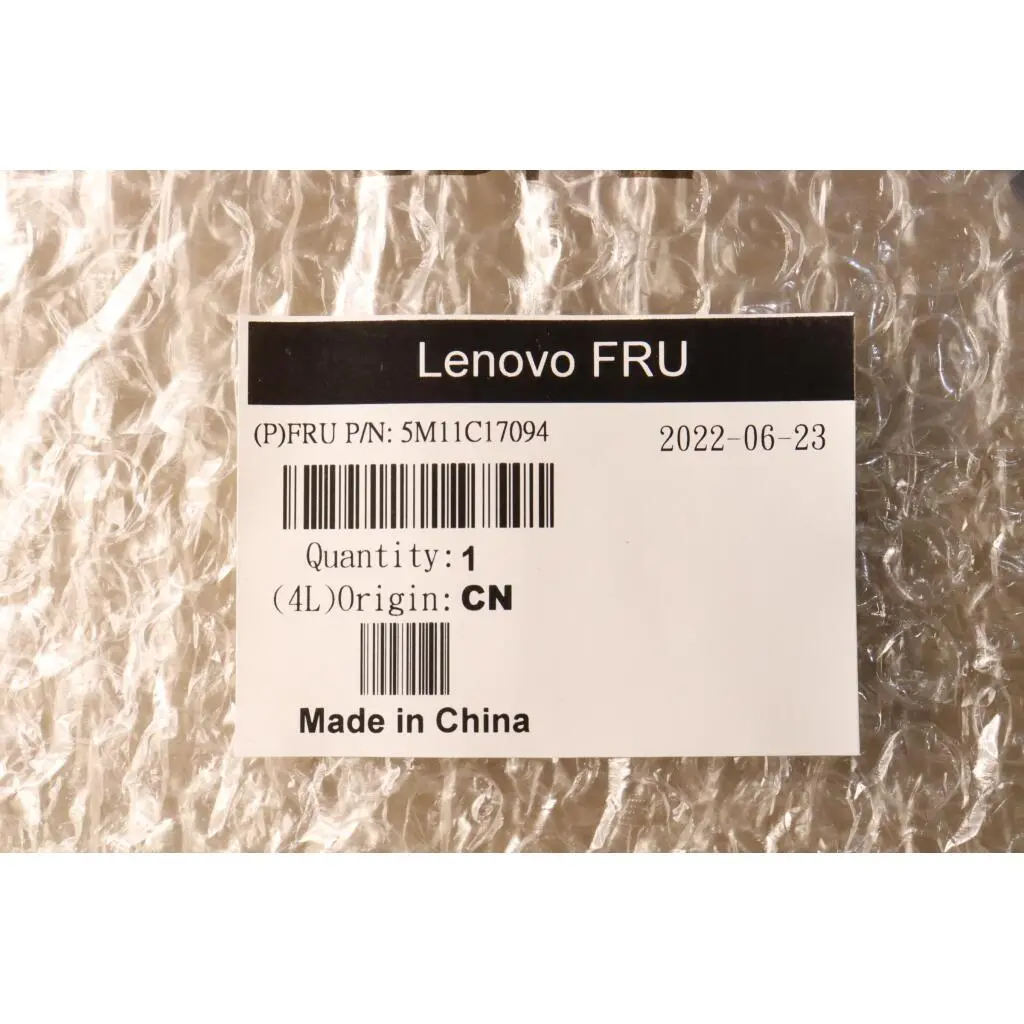 Lenovo FRU
(P)FRU P/N: 5M11C17094
2022-06-23
Quantity: 1
(4L)Origin: CN
Made in China